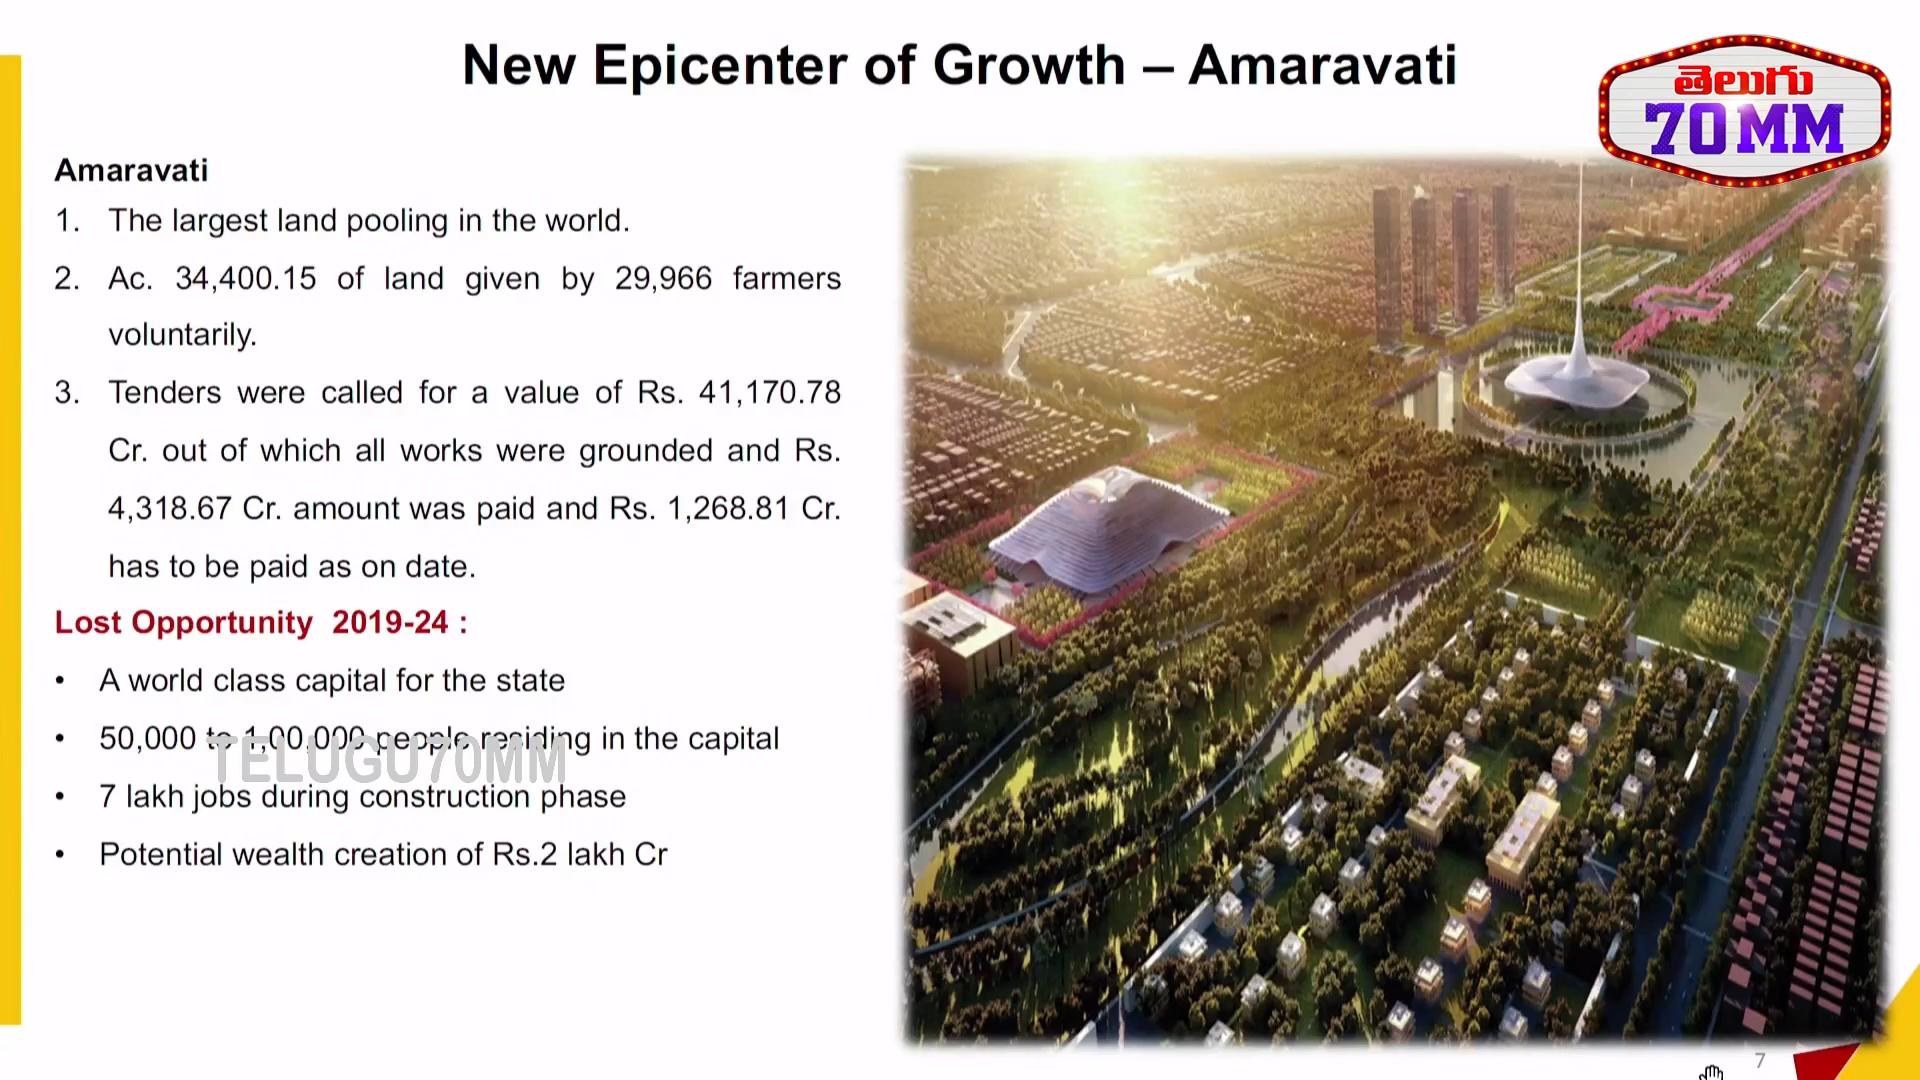 New Epicenter of Growth – Amaravati
తెలుగు
70MM
Amaravati
1. The largest land pooling in the world.
2. Ac. 34,400.15 of land given by 29,966 farmers
voluntarily.
3. Tenders were called for a value of Rs. 41,170.78
Cr. out of which all works were grounded and Rs.
4,318.67 Cr. amount was paid and Rs. 1,268.81 Cr.
has to be paid as on date.
Lost Opportunity 2019-24 :
• A world class capital for the state
• 50,000 to 1,00,000 people residing in the capital
TELUGU70MM
• 7 lakh jobs during construction phase
• Potential wealth creation of Rs.2 lakh Cr
7